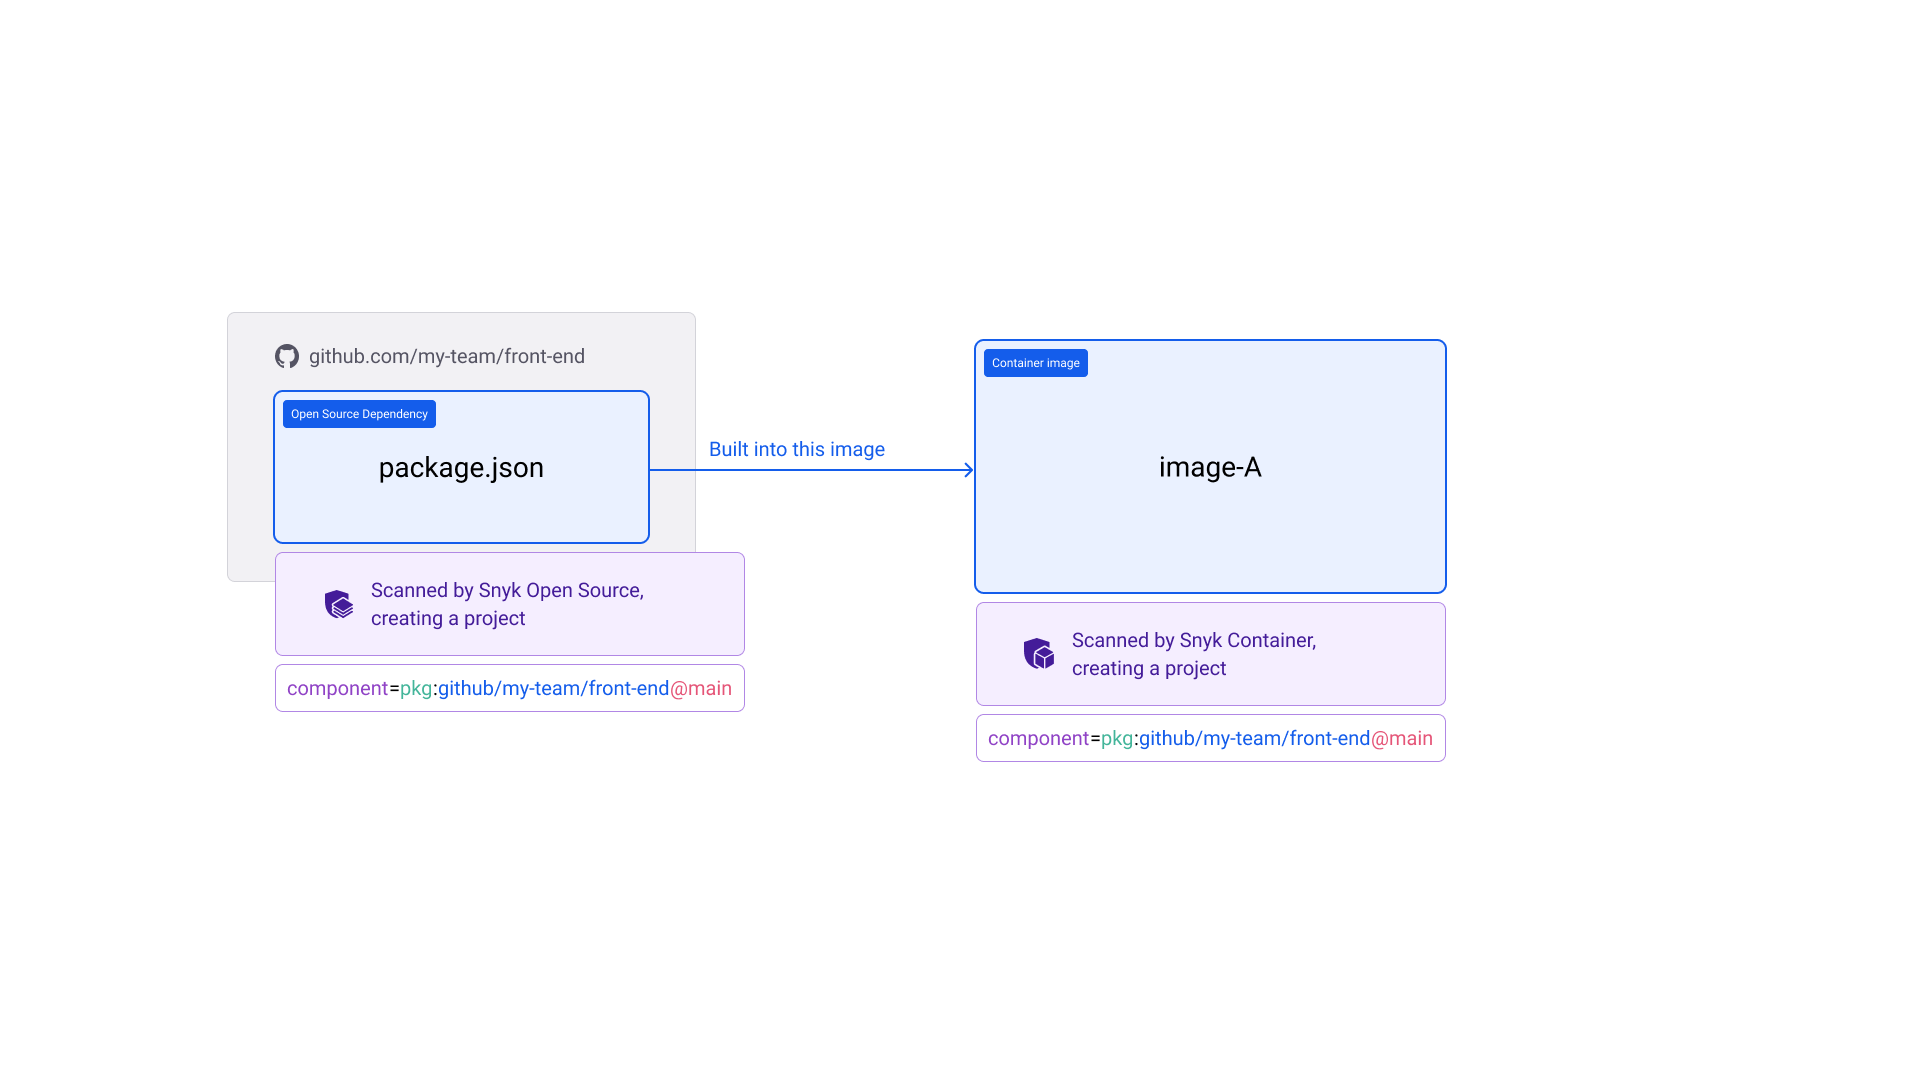 github.com/my-team/front-end
Open Source Dependency
package.json
Scanned by Snyk Open Source,
creating a project
component=pkg:github/my-team/front-end@main
Built into this image
Container image
image-A
Scanned by Snyk Container,
creating a project
component=pkg:github/my-team/front-end@main